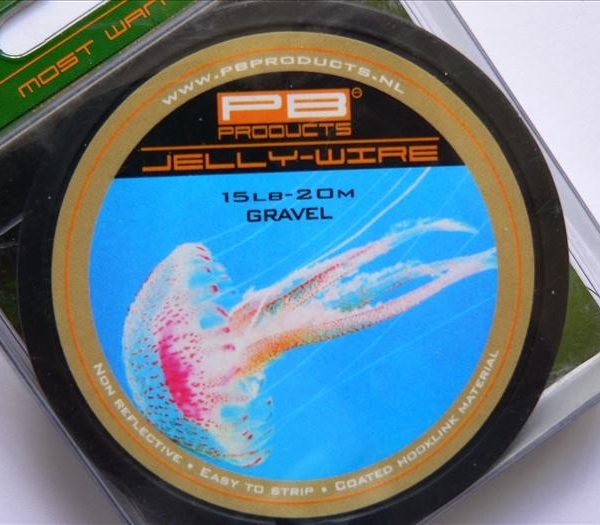 MOST WAN
WWW.PBPRODUCTS.NL
PB
PRODUCTS
JELLY-WIRE
15LB-20M
GRAVEL
NON REFLECTIVE • EASY TO STRIP • COATED HOOKLINK MATERIAL